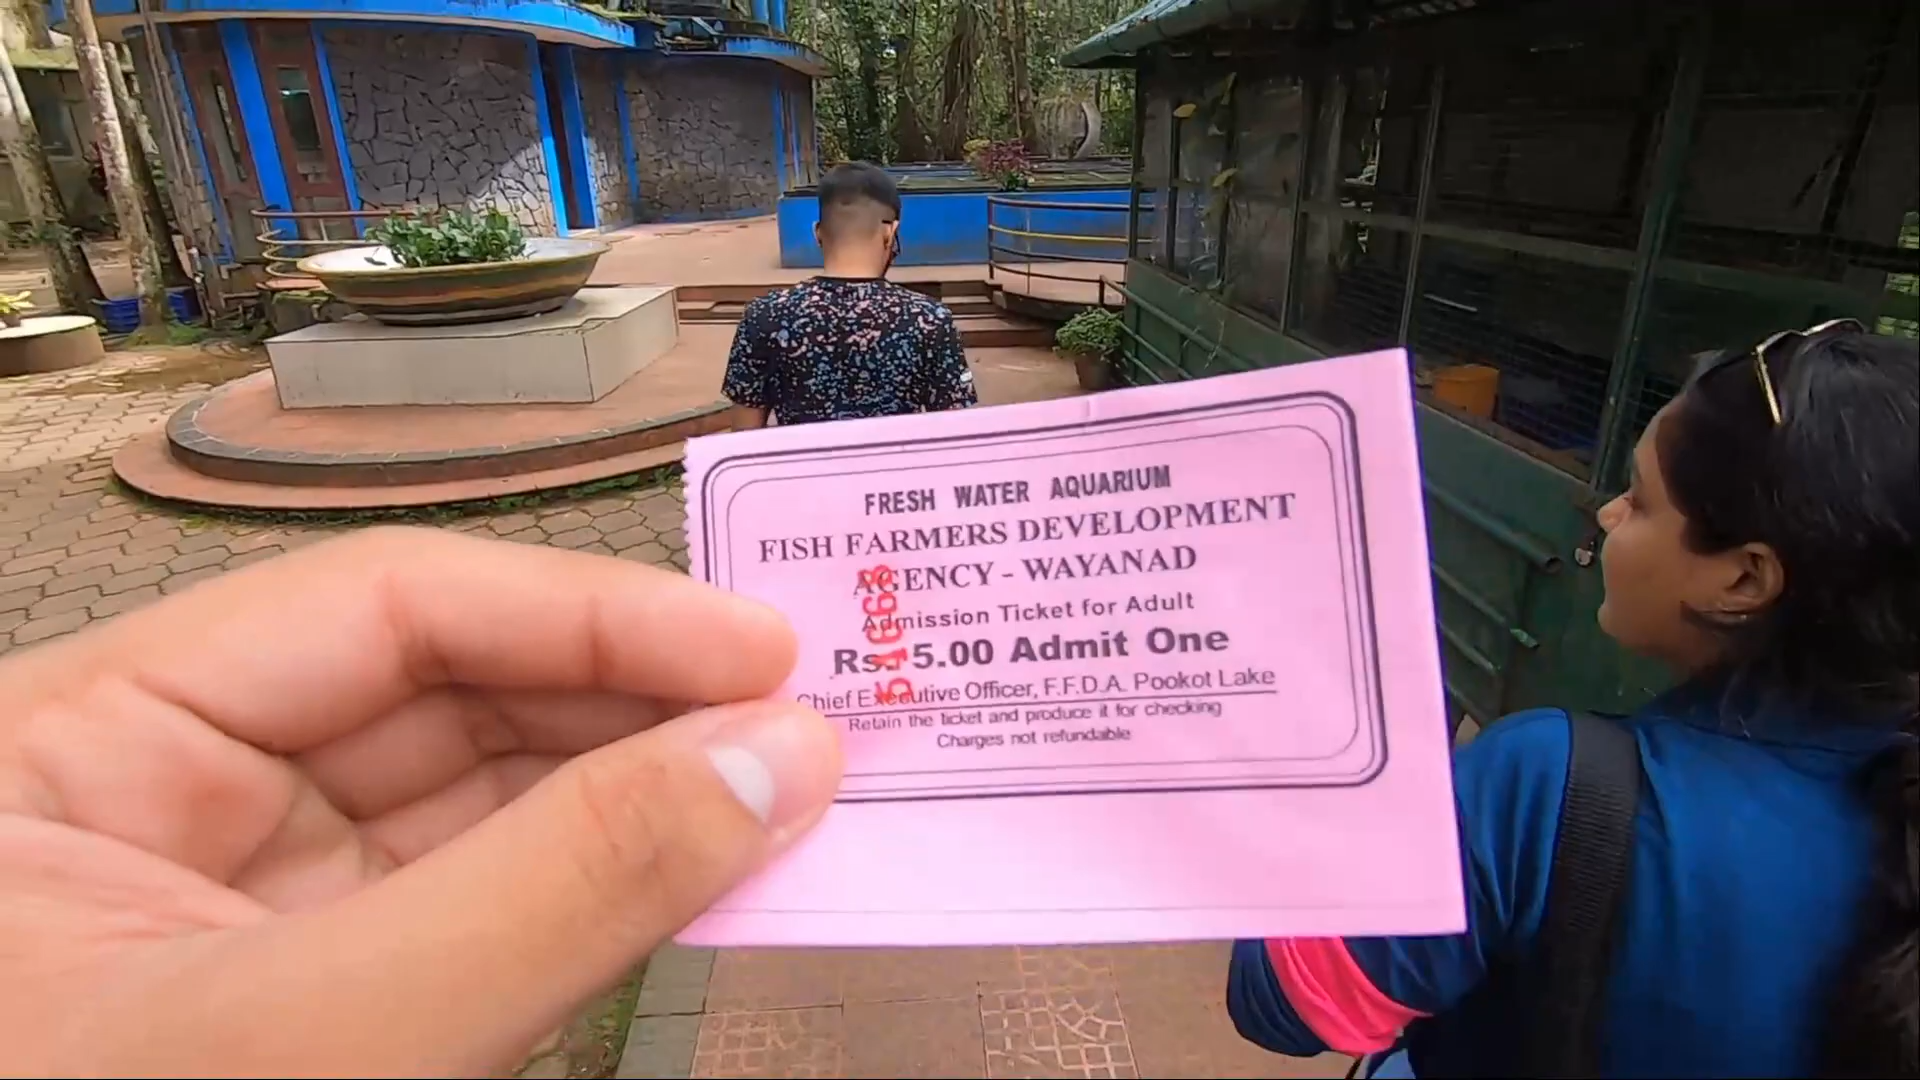 FRESH WATER AQUARIUM
FISH FARMERS DEVELOPMENT
AGENCY - WAYANAD
Admission Ticket for Adult
Rs. 5.00 Admit One
Chief Executive Officer, F.F.D.A. Pookot Lake
Retain the ticket and produce it for checking
Charges not refundable